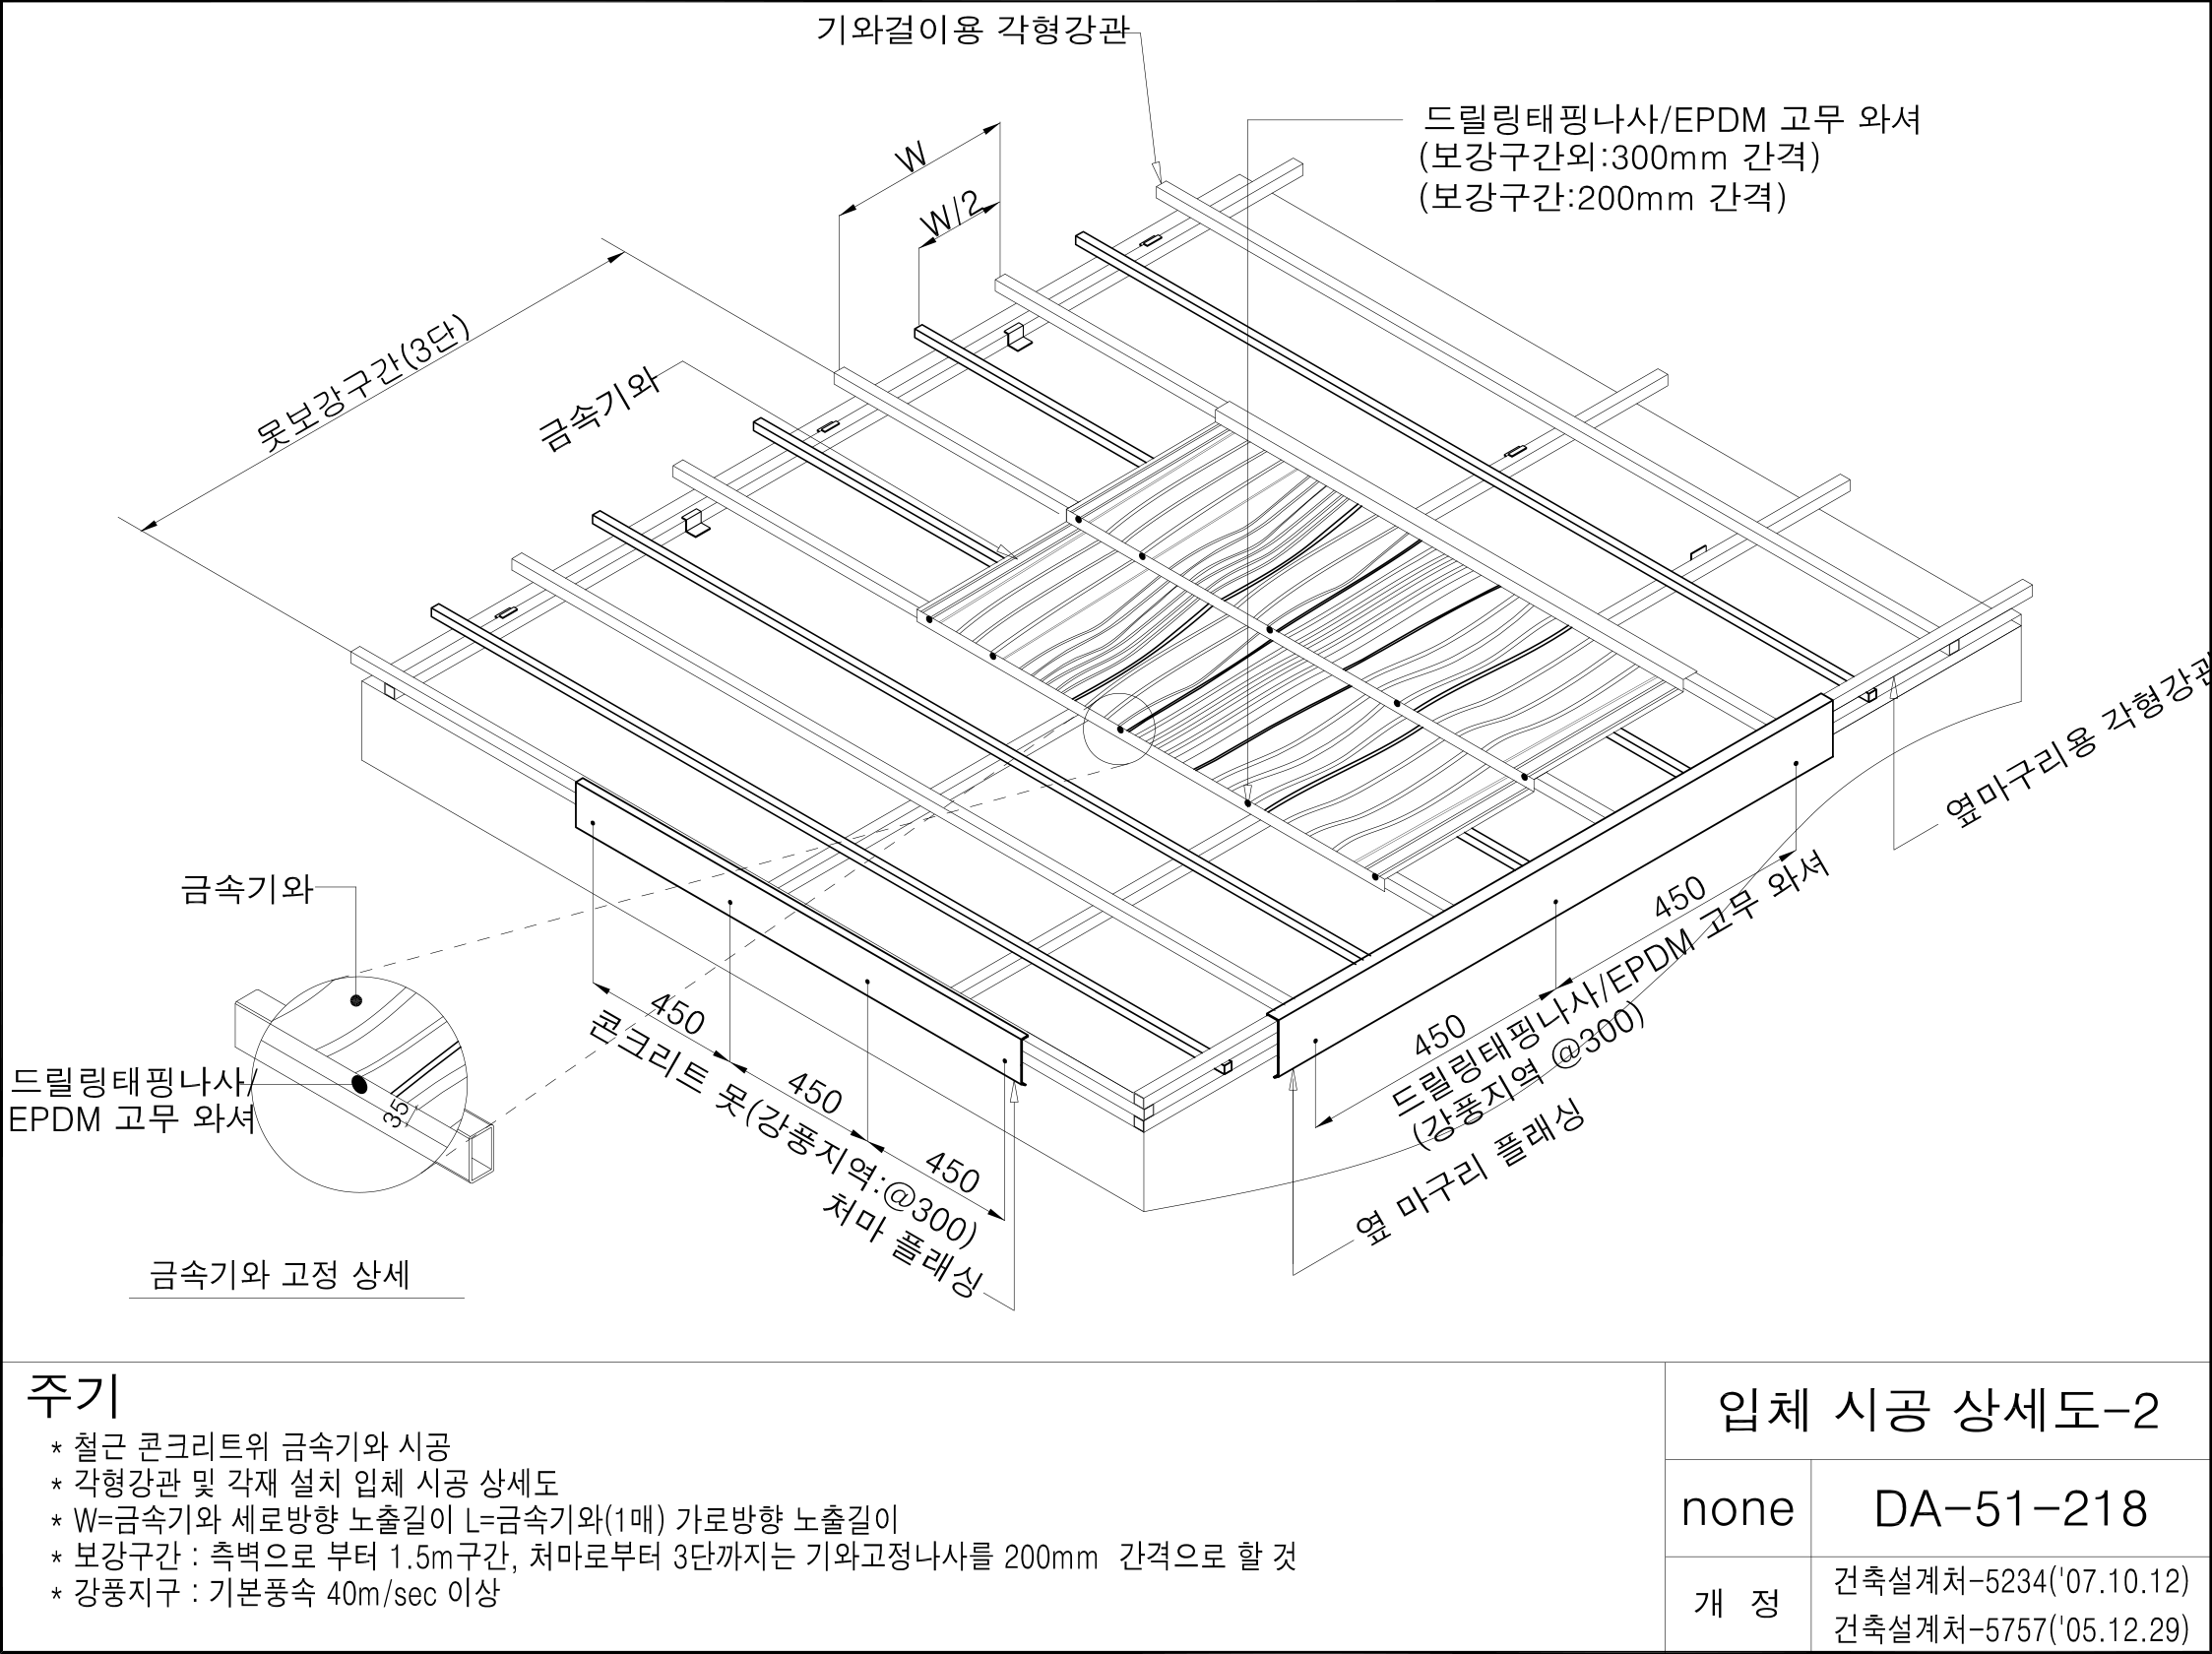 기와걸이용 각형강관
드릴링태핑나사/EPDM 고무 와셔
(보강구간외:300mm 간격)
(보강구간:200mm 간격)
W
W/2
못보강구간(3단)
금속기와
옆마구리용 각형강관
금속기와
드릴링태핑나사/
EPDM 고무 와셔
35
금속기와 고정 상세
450
450
450
콘크리트 못(강풍지역:@300)
처마 플래싱
450
450
드릴링태핑나사/EPDM 고무 와셔
(강풍지역 @300)
옆 마구리 플래싱
주기
* 철근 콘크리트위 금속기와 시공
* 각형강관 및 각재 설치 입체 시공 상세도
* W=금속기와 세로방향 노출길이 L=금속기와(1매) 가로방향 노출길이
* 보강구간 : 측벽으로 부터 1.5m구간, 처마로부터 3단까지는 기와고정나사를 200mm 간격으로 할 것
* 강풍지구 : 기본풍속 40m/sec 이상
입체 시공 상세도-2
none
DA-51-218
개 정
건축설계처-5234('07.10.12)
건축설계처-5757('05.12.29)